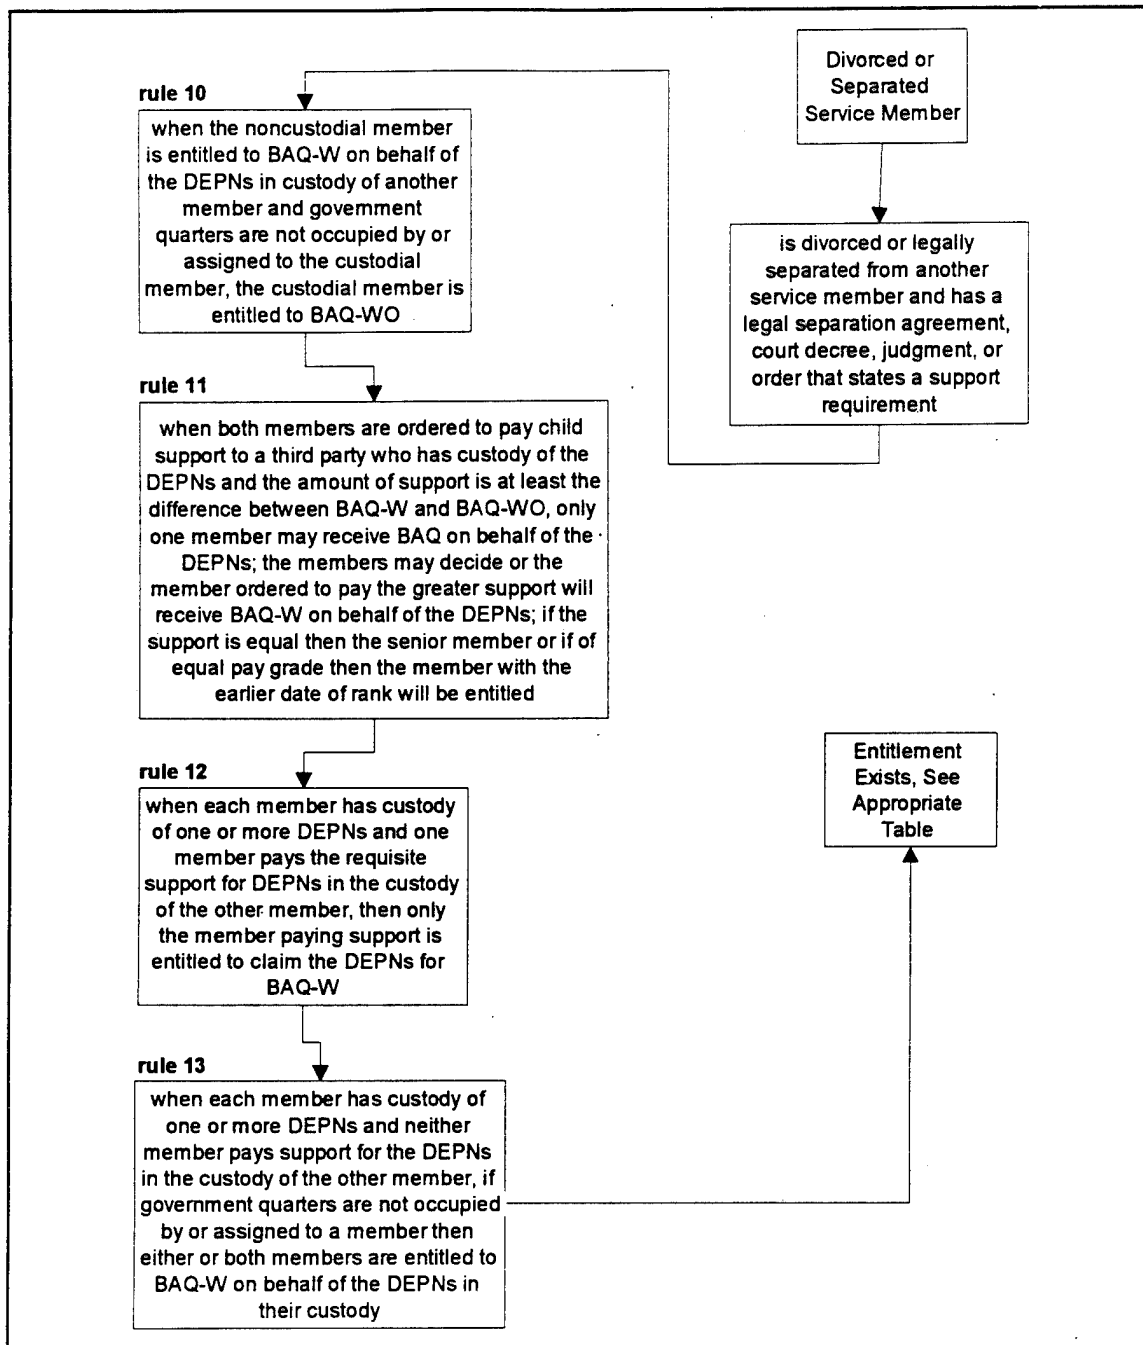 Divorced or
Separated
Service Member
is divorced or legally
separated from another
service member and has a
legal separation agreement,
court decree, judgment, or
order that states a support
requirement
rule 10
when the noncustodial member
is entitled to BAQ-W on behalf of
the DEPNs in custody of another
member and government
quarters are not occupied by or
assigned to the custodial
member, the custodial member is
entitled to BAQ-WO
rule 11
when both members are ordered to pay child
support to a third party who has custody of the
DEPNs and the amount of support is at least the
difference between BAQ-W and BAQ-WO, only
one member may receive BAQ on behalf of the
DEPNs; the members may decide or the
member ordered to pay the greater support will
receive BAQ-W on behalf of the DEPNs; if the
support is equal then the senior member or if of
equal pay grade then the member with the
earlier date of rank will be entitled
rule 12
when each member has custody
of one or more DEPNs and one
member pays the requisite
support for DEPNs in the custody
of the other member, then only
the member paying support is
entitled to claim the DEPNs for
BAQ-W
rule 13
when each member has custody of
one or more DEPNs and neither
member pays support for the DEPNs
in the custody of the other member, if
government quarters are not occupied
by or assigned to a member then
either or both members are entitled to
BAQ-W on behalf of the DEPNs in
their custody
Entitlement
Exists, See
Appropriate
Table